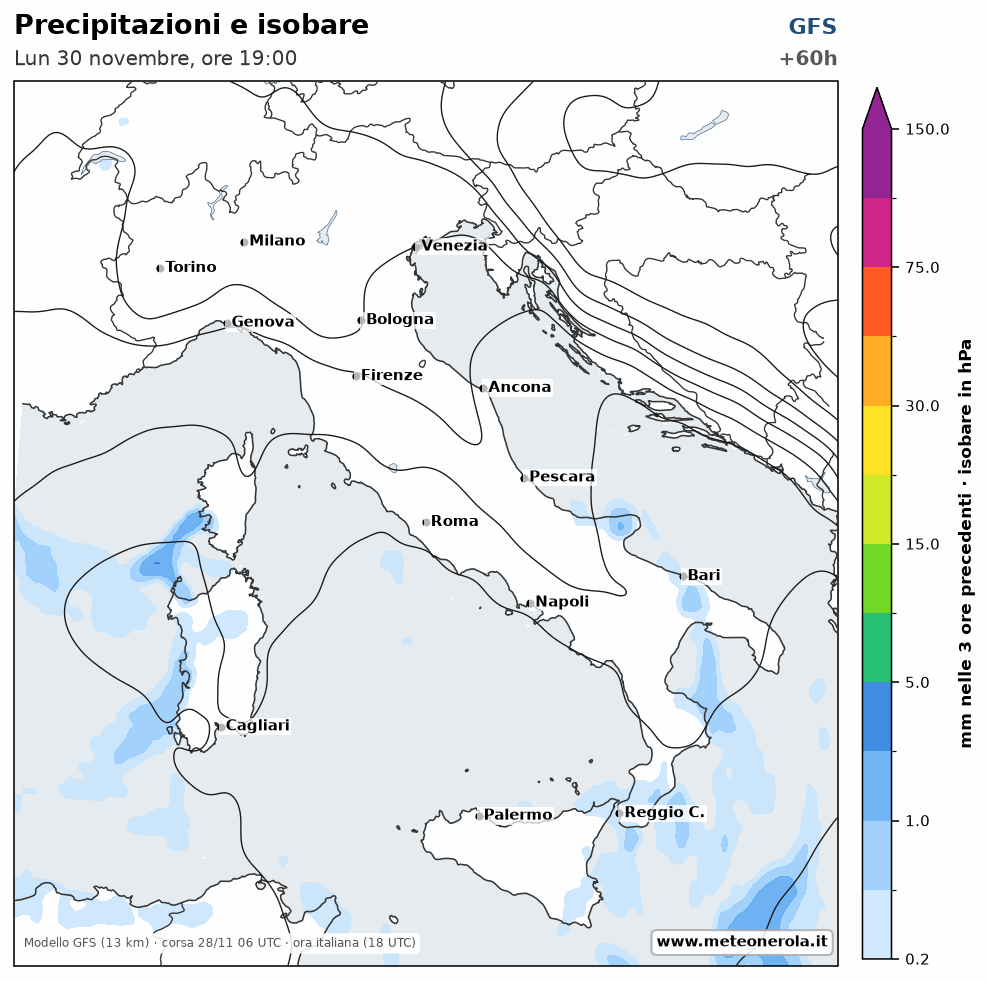 Precipitazioni e isobare
GFS
Lun 30 novembre, ore 19:00
+60h
Milano
Venezia
Torino
Genova
Bologna
Firenze
Ancona
Pescara
Roma
Bari
Napoli
Cagliari
Palermo
Reggio C.
150.0
75.0
30.0
15.0
5.0
1.0
0.2
mm nelle 3 ore precedenti · isobare in hPa
Modello GFS (13 km) · corsa 28/11 06 UTC · ora italiana (18 UTC)
www.meteonerola.it